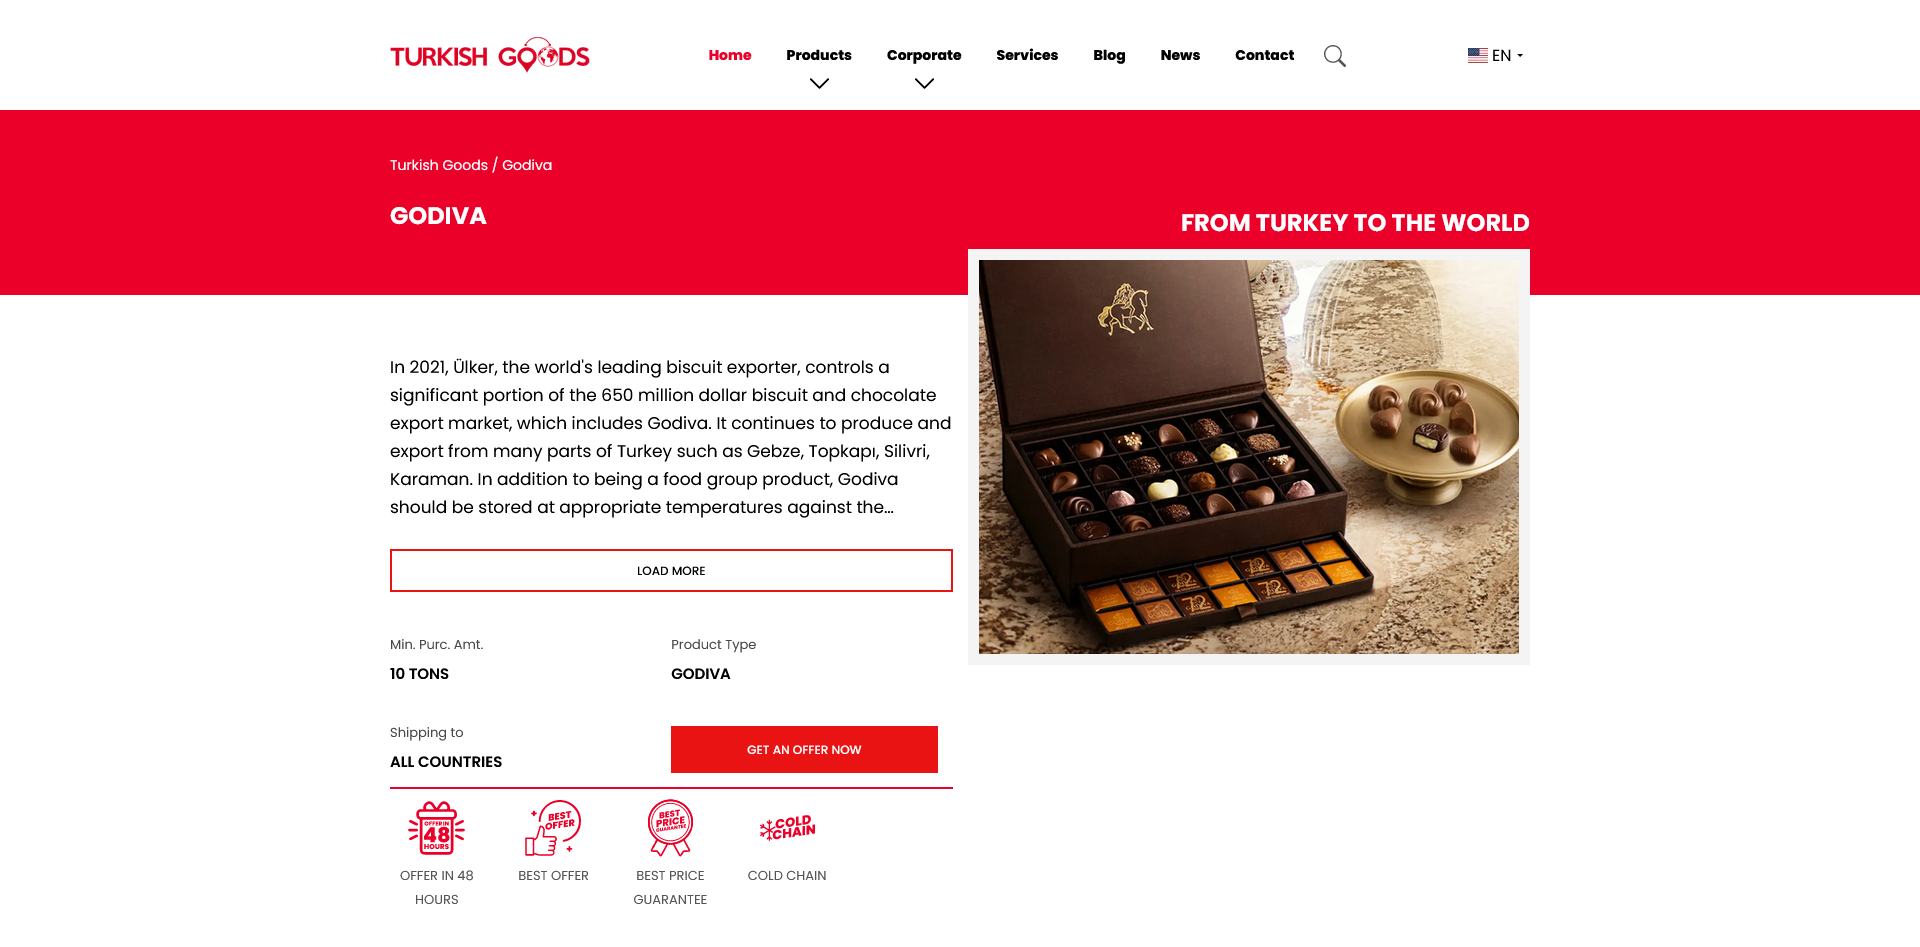 TURKISH GOODS
Home
Products
Corporate
Services
Blog
News
Contact
EN
Turkish Goods / Godiva
GODIVA
FROM TURKEY TO THE WORLD
In 2021, Ülker, the world's leading biscuit exporter, controls a
significant portion of the 650 million dollar biscuit and chocolate
export market, which includes Godiva. It continues to produce and
export from many parts of Turkey such as Gebze, Topkapı, Silivri,
Karaman. In addition to being a food group product, Godiva
should be stored at appropriate temperatures against the...
LOAD MORE
Min. Purc. Amt.
10 TONS
Product Type
GODIVA
Shipping to
ALL COUNTRIES
GET AN OFFER NOW
OFFER IN
48
HOURS
OFFER IN 48
HOURS
BEST
OFFER
BEST OFFER
BEST
PRICE
GUARANTEE
BEST PRICE
GUARANTEE
COLD
CHAIN
COLD CHAIN
72
72
72